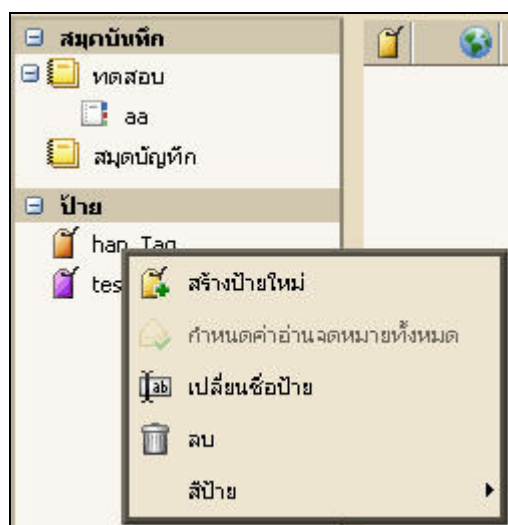 สมุดบันทึก
ทดสอบ
aa
สมุดบัญทึก
ป้าย
han_Tag
tes
สร้างป้ายใหม่
กำหนดค่าอ่านจดหมายทั้งหมด
เปลี่ยนชื่อป้าย
ลบ
สีป้าย